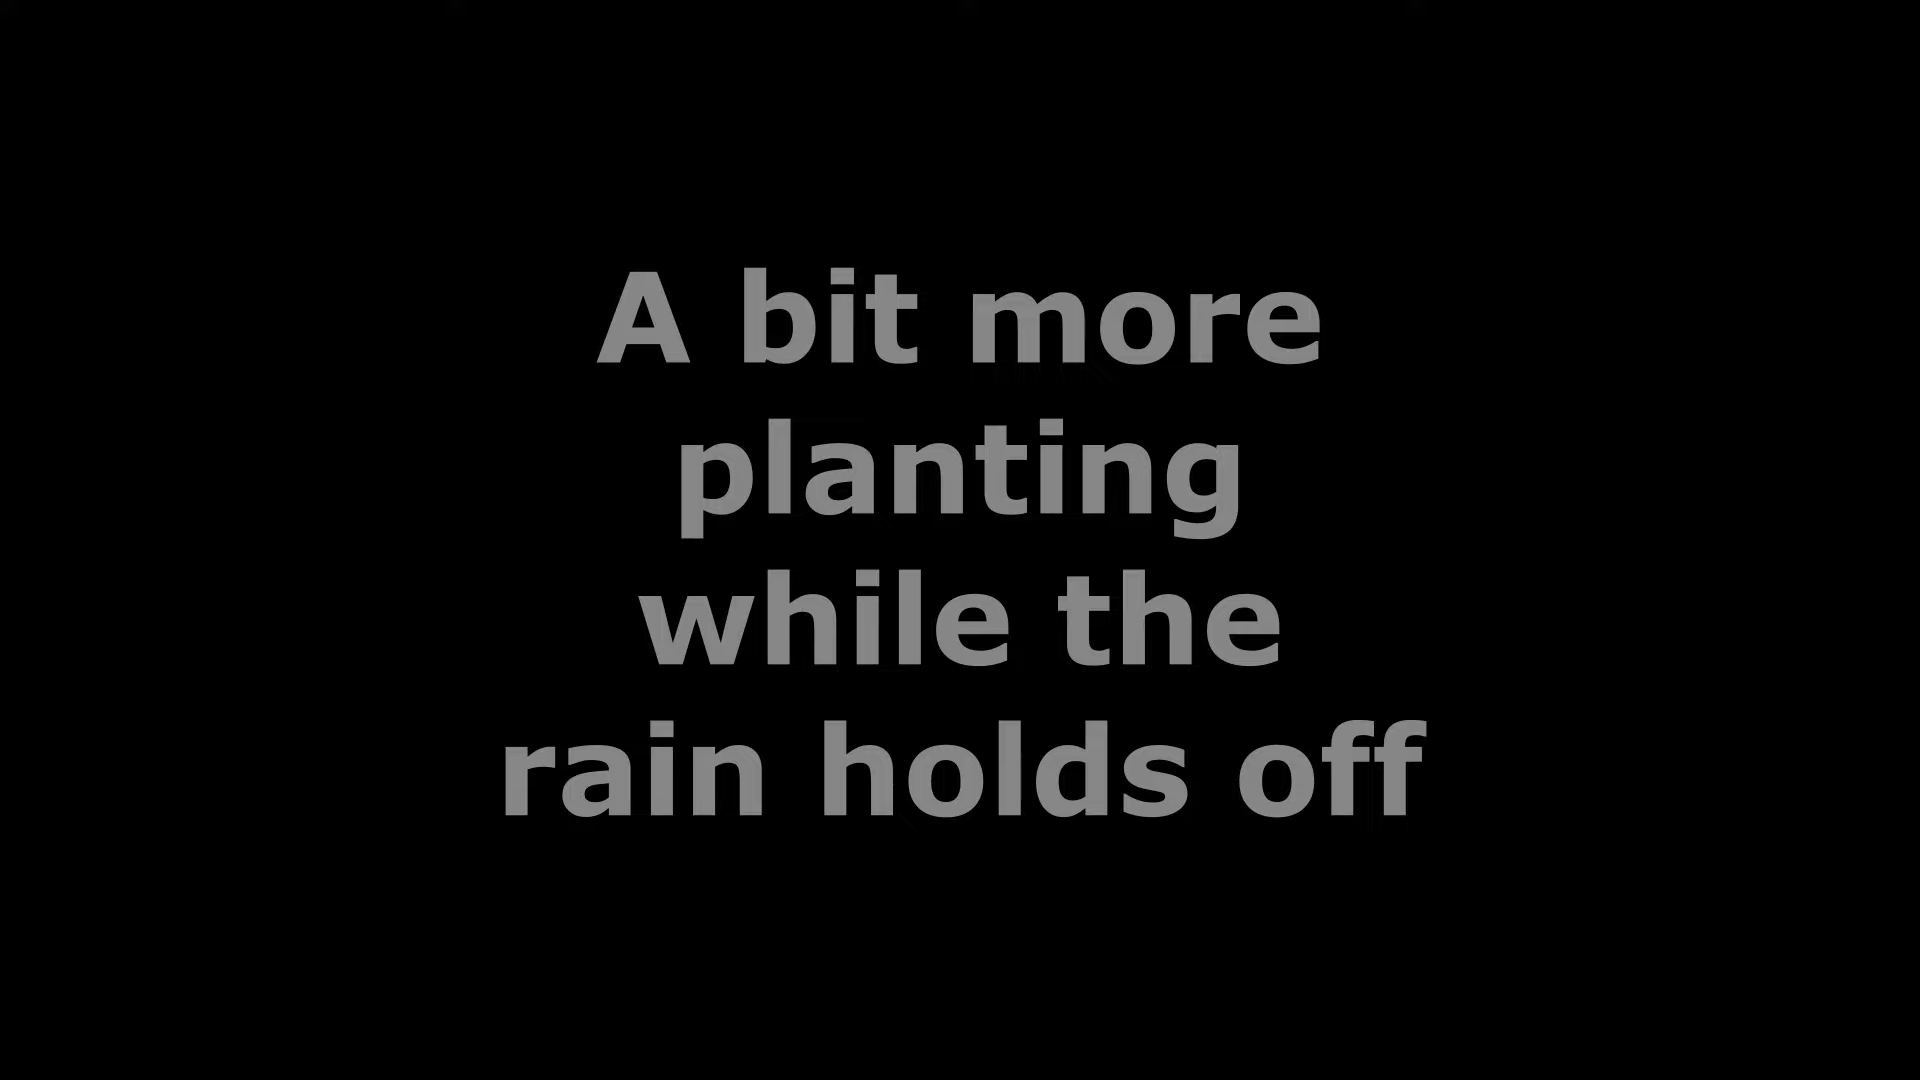 A bit more
planting
while the
rain holds off